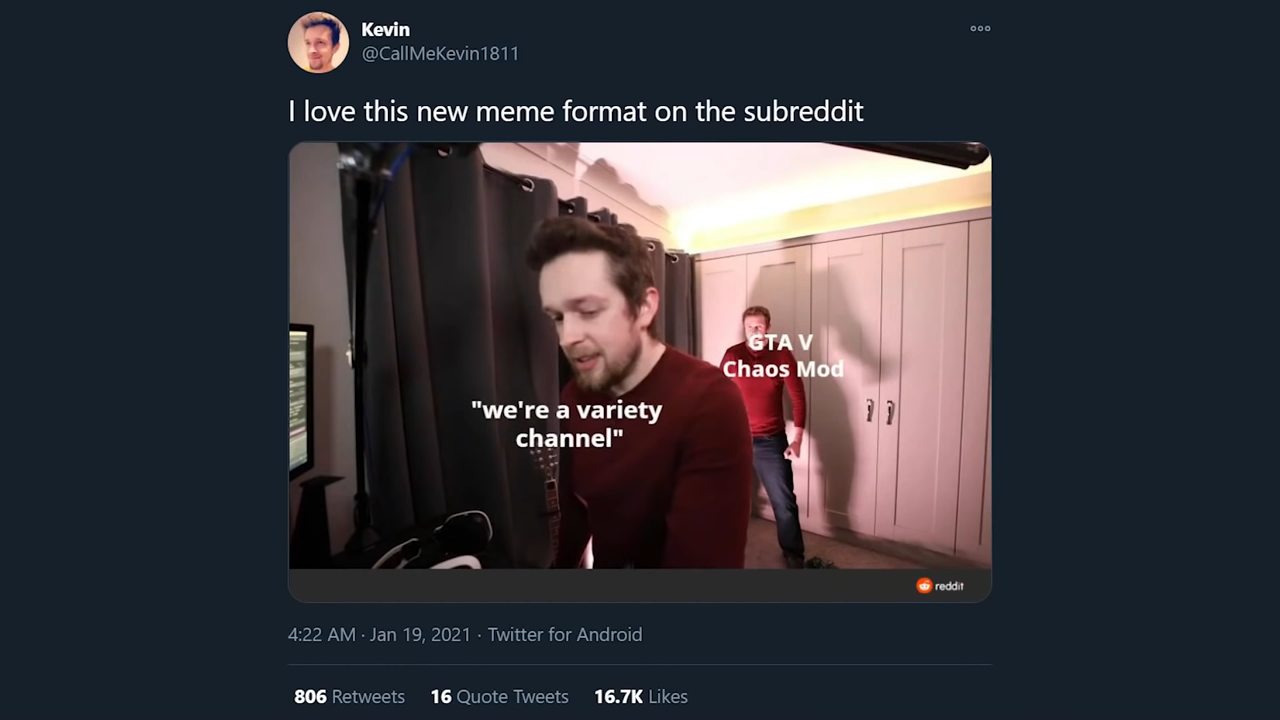 Kevin
@CallMeKevin1811
I love this new meme format on the subreddit
GTA V
Chaos Mod
"we're a variety
channel"
reddit
4:22 AM · Jan 19, 2021 · Twitter for Android
806 Retweets 16 Quote Tweets 16.7K Likes